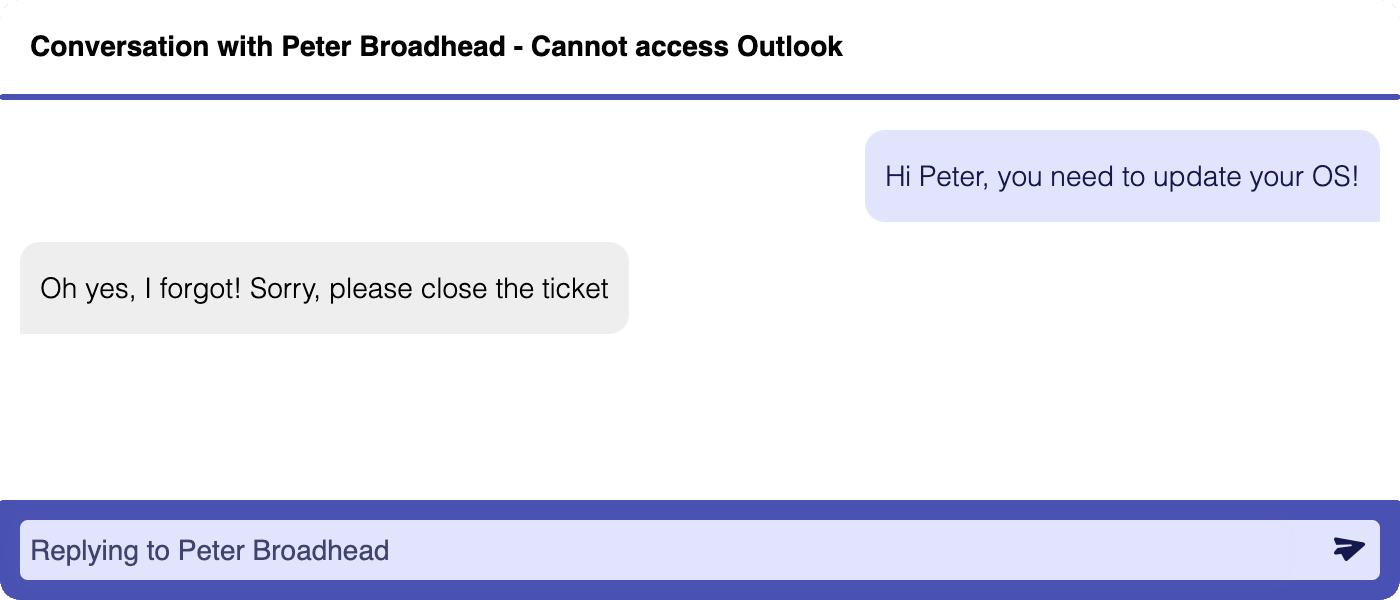 Conversation with Peter Broadhead - Cannot access Outlook
Hi Peter, you need to update your OS!
Oh yes, I forgot! Sorry, please close the ticket
Replying to Peter Broadhead